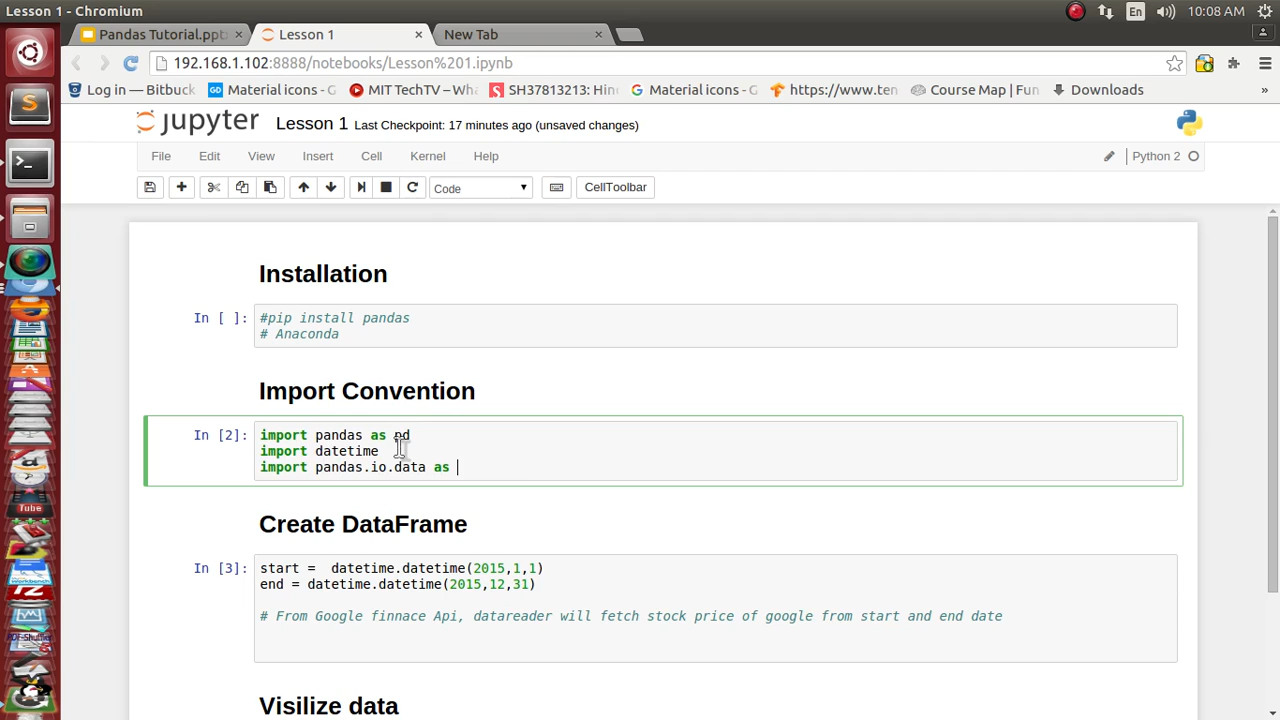 Lesson 1 - Chromium
En
10:08 AM
Pandas Tutorial.pptx
Lesson 1
New Tab
192.168.1.102:8888/notebooks/Lesson%201.ipynb
Log in — Bitbuck
Material icons - G
MIT TechTV – Wha
SH37813213: Hin
Material icons - G
https://www.ten
Course Map | Fun
Downloads
»
jupyter
Lesson 1 Last Checkpoint: 17 minutes ago (unsaved changes)
File Edit View Insert Cell Kernel Help
Python 2
Code
CellToolbar
Installation
In [ ]: #pip install pandas
# Anaconda
Import Convention
In [2]: import pandas as pd
import datetime
import pandas.io.data as
Create DataFrame
In [3]: start =  datetime.datetime(2015,1,1)
end = datetime.datetime(2015,12,31)
# From Google finnace Api, datareader will fetch stock price of google from start and end date
Visilize data